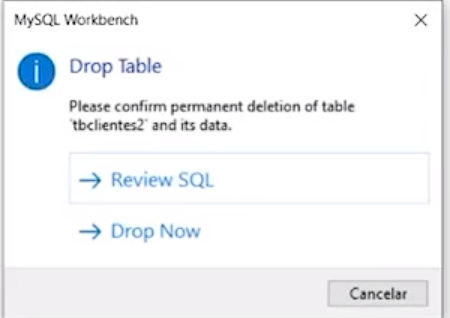 MySQL Workbench
Drop Table
Please confirm permanent deletion of table
`tbclientes2` and its data.
→ Review SQL
→ Drop Now
Cancelar